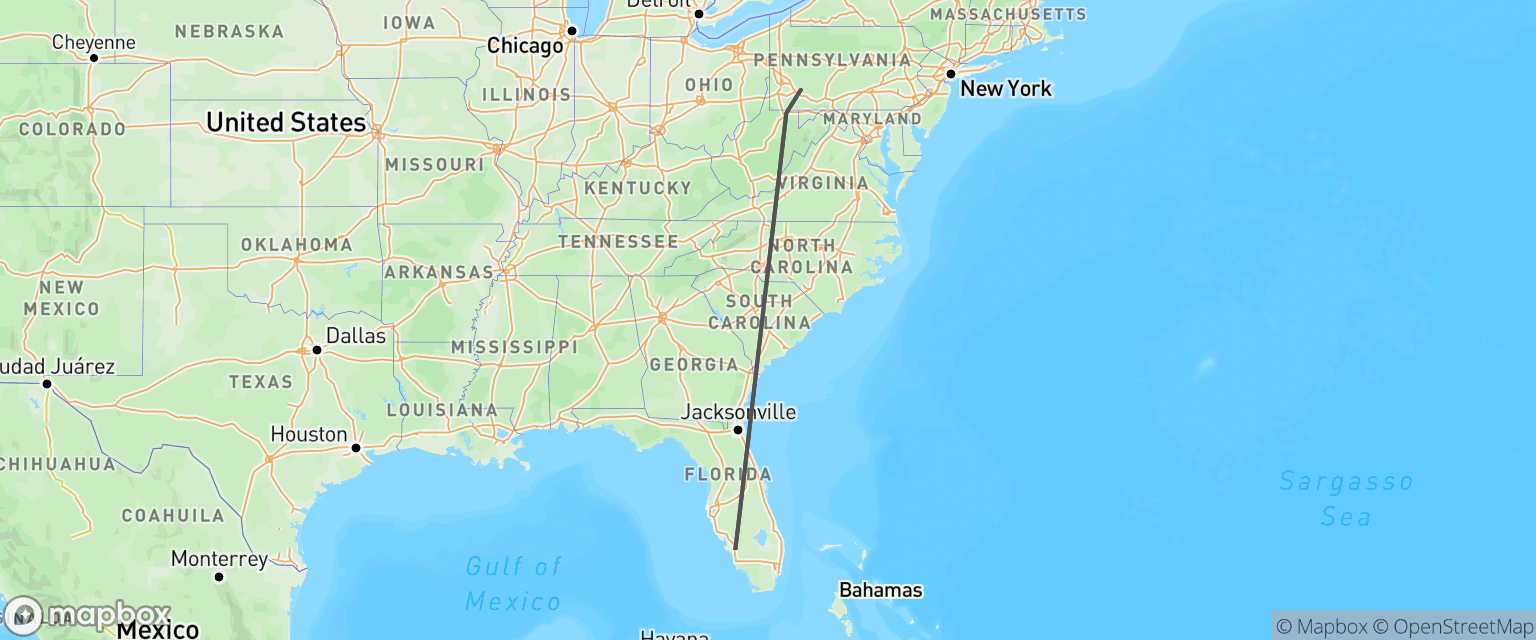 Detroit
MASSACHUSETTS
IOWA
NEBRASKA
Cheyenne
Chicago
PENNSYLVANIA
OHIO
New York
ILLINOIS
United States
COLORADO
MARYLAND
MISSOURI
KENTUCKY
VIRGINIA
TENNESSEE
OKLAHOMA
NORTH
CAROLINA
ARKANSAS
NEW
MEXICO
SOUTH
CAROLINA
Dallas
MISSISSIPPI
GEORGIA
udad Juárez
TEXAS
LOUISIANA
Jacksonville
Houston
CHIHUAHUA
FLORIDA
Sargasso
Sea
COAHUILA
Monterrey
Gulf of
Mexico
Bahamas
mapbox
NALOA
Mexico
Havana
© Mapbox © OpenStreetMap